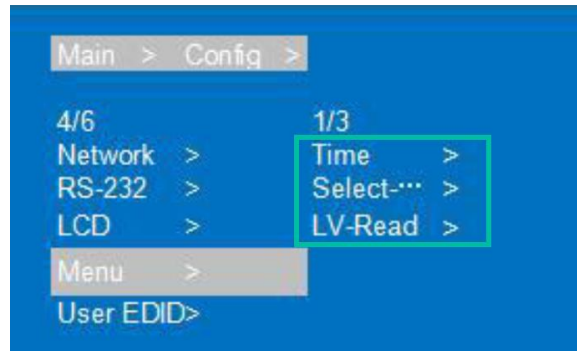 Main > Config >
4/6
Network >
RS-232 >
LCD >
Menu >
User EDID>
1/3
Time >
Select-··· >
LV-Read >